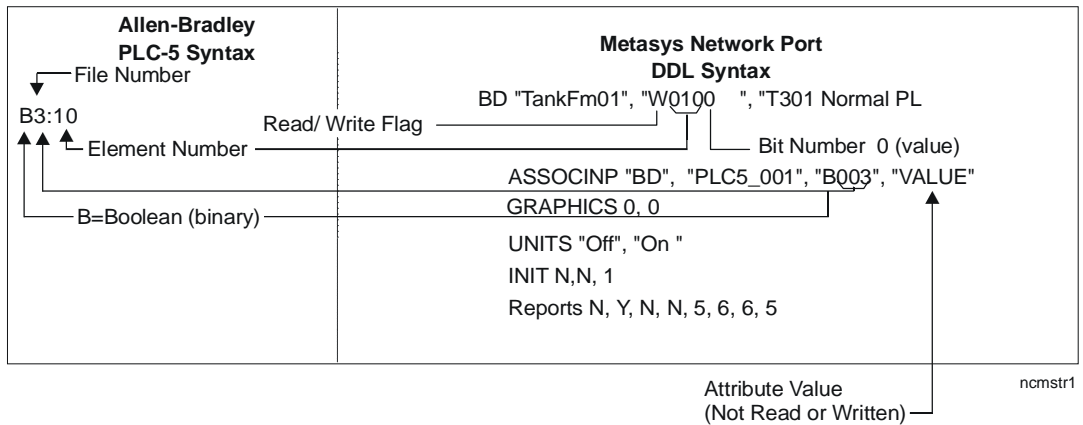 Allen-Bradley
PLC-5 Syntax
File Number
B3:10
Element Number
B=Boolean (binary)
Read/ Write Flag
Metasys Network Port
DDL Syntax
BD "TankFm01", "W0100 ", "T301 Normal PL
Bit Number 0 (value)
ASSOCINP "BD", "PLC5_001", "B003", "VALUE"
GRAPHICS 0, 0
UNITS "Off", "On "
INIT N,N, 1
Reports N, Y, N, N, 5, 6, 6, 5
Attribute Value
(Not Read or Written)
ncmstr1